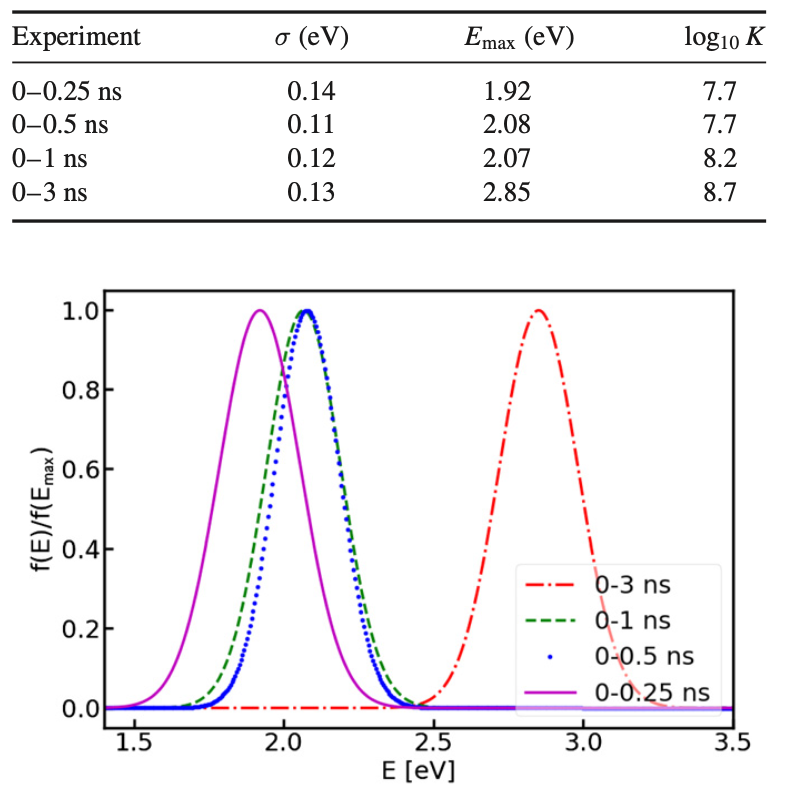 Experiment σ (eV) Emax (eV) log10 K
0–0.25 ns 0.14 1.92 7.7
0–0.5 ns 0.11 2.08 7.7
0–1 ns 0.12 2.07 8.2
0–3 ns 0.13 2.85 8.7
1.0
0.8
0.6
0.4
0.2
0.0
f(E)/f(Emax)
0-3 ns
0-1 ns
0-0.5 ns
0-0.25 ns
1.5 2.0 2.5 3.0 3.5
E [eV]